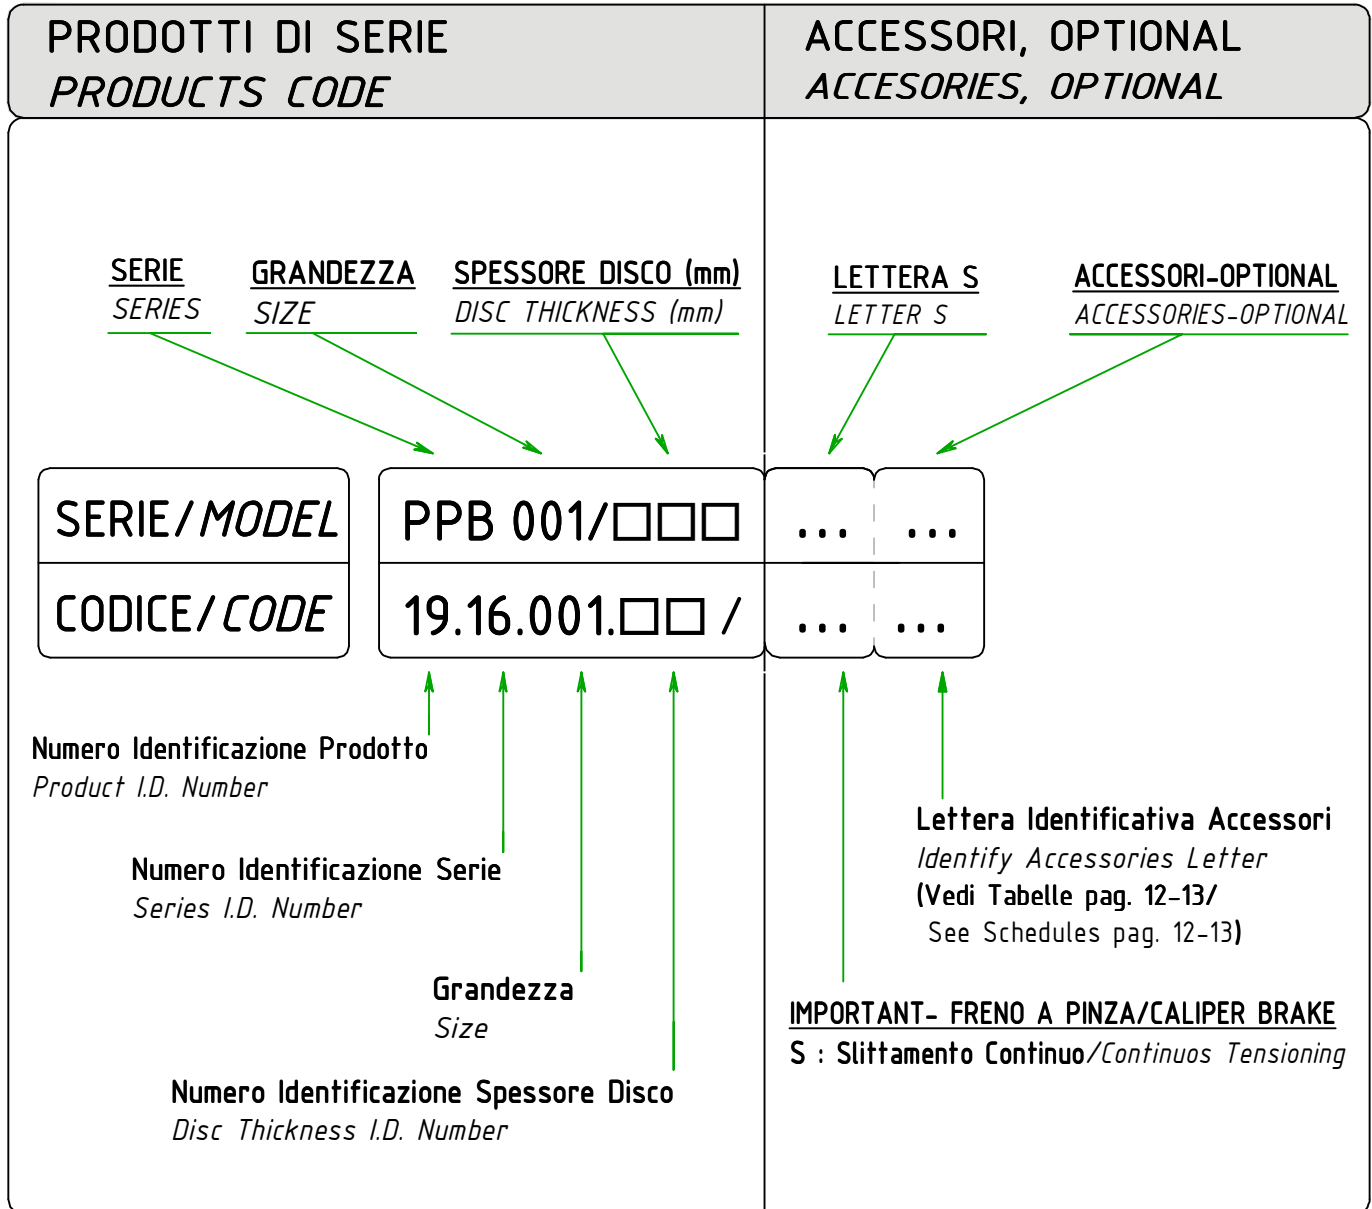 PRODOTTI DI SERIE
PRODUCTS CODE
ACCESSORI, OPTIONAL
ACCESORIES, OPTIONAL
SERIE
SERIES
GRANDEZZA
SIZE
SPESSORE DISCO (mm)
DISC THICKNESS (mm)
LETTERA S
LETTER S
ACCESSORI-OPTIONAL
ACCESSORIES-OPTIONAL
SERIE/MODEL
PPB 001/□□□ ... ...
CODICE/CODE
19.16.001.□□ / ... ...
Numero Identificazione Prodotto
Product I.D. Number
Numero Identificazione Serie
Series I.D. Number
Grandezza
Size
Numero Identificazione Spessore Disco
Disc Thickness I.D. Number
Lettera Identificativa Accessori
Identify Accessories Letter
(Vedi Tabelle pag. 12-13/
See Schedules pag. 12-13)
IMPORTANT- FRENO A PINZA/CALIPER BRAKE
S : Slittamento Continuo/Continuos Tensioning